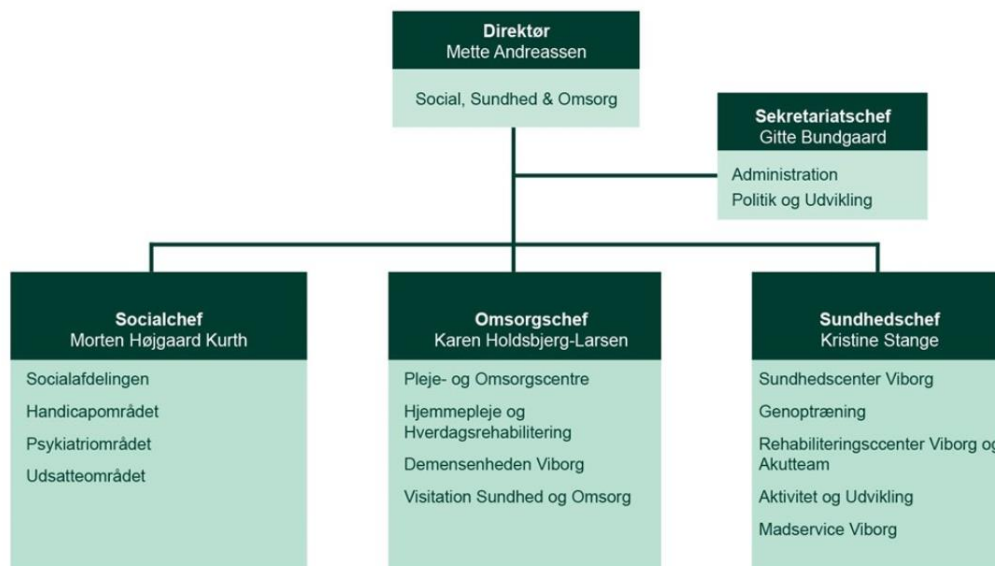 Direktør
Mette Andreassen
Social, Sundhed & Omsorg
Sekretariatschef
Gitte Bundgaard
Administration
Politik og Udvikling
Socialchef
Morten Højgaard Kurth
Socialafdelingen
Handicapområdet
Psykiatriområdet
Udsatteområdet
Omsorgschef
Karen Holdsbjerg-Larsen
Pleje- og Omsorgscentre
Hjemmepleje og
Hverdagsrehabilitering
Demensenheden Viborg
Visitation Sundhed og Omsorg
Sundhedschef
Kristine Stange
Sundhedscenter Viborg
Genoptræning
Rehabiliteringsccenter Viborg og
Akutteam
Aktivitet og Udvikling
Madservice Viborg